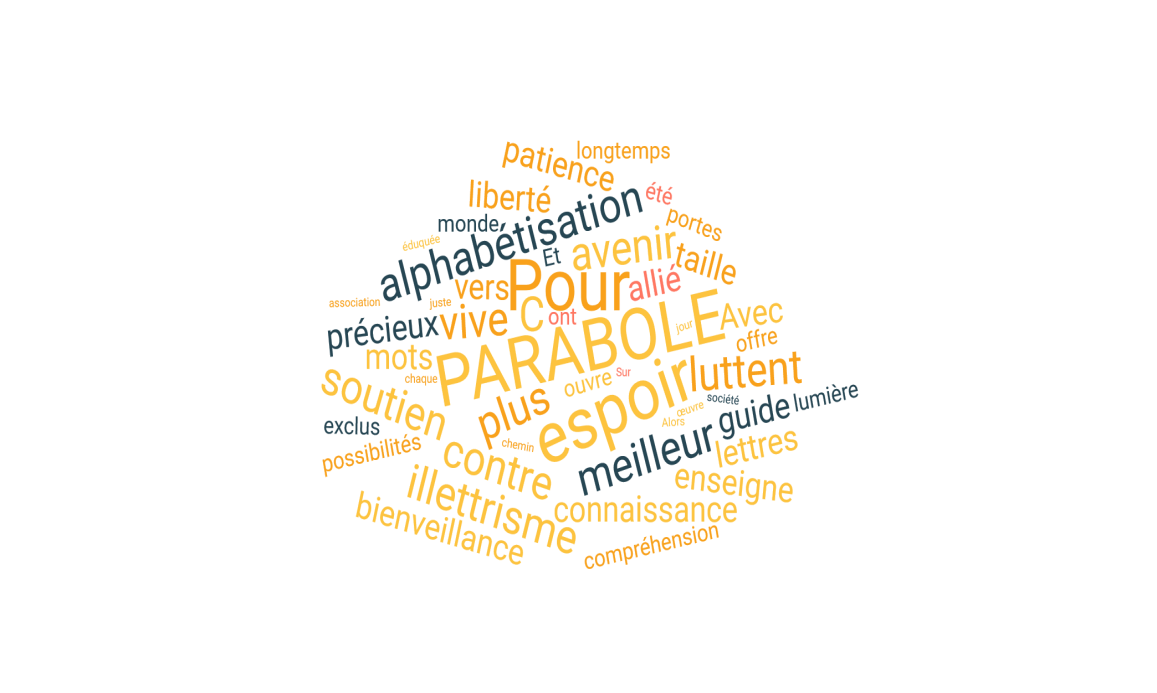 patience
longtemps
liberté
été
monde
alphabétisation
portes
éduquée
Et
avenir
taille
vers
Pour
allié
association
juste
précieux
vive
C
ont
PARABOLE
jour
Avec
mots
offre
chaque
soutien
plus
ouvre
Sur
espoir
luttent
société
lumière
œuvre
guide
Alors
exclus
possibilités
chemin
contre
meilleur
lettres
illettrisme
enseigne
bienveillance
connaissance
compréhension